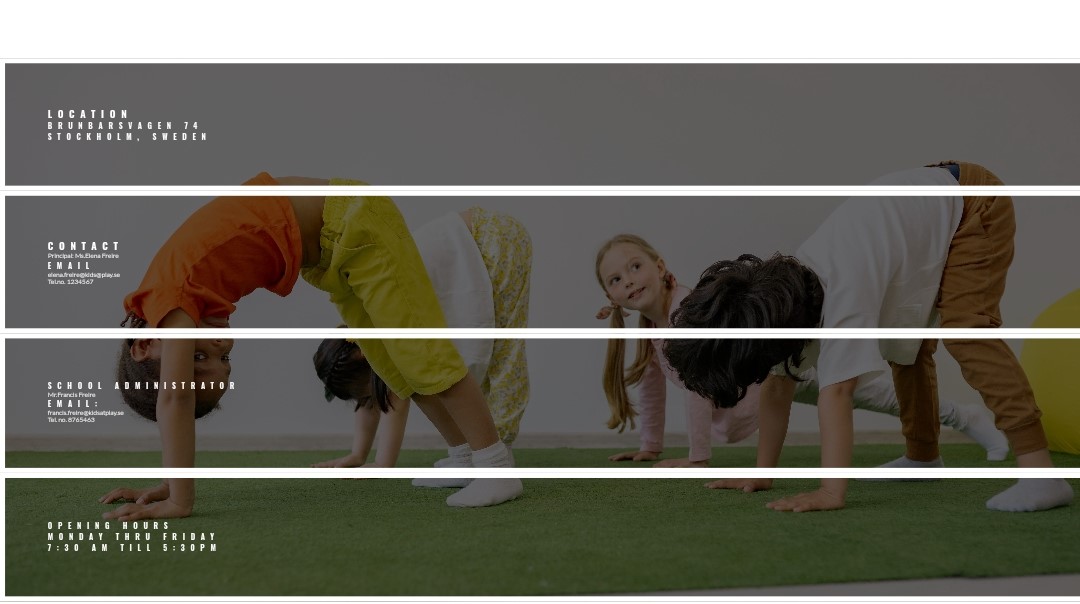 LOCATION
BRUNBARSVAGEN 74
STOCKHOLM, SWEDEN
CONTACT
Principal: Ms.Elena Freire
EMAIL
elena.freire@kids@play.se
Tel.no. 1234567
SCHOOL ADMINISTRATOR
Mr.Francis Freire
EMAIL:
francis.freire@kidsatplay.se
Tel. no. 8765463
OPENING HOURS
MONDAY THRU FRIDAY
7:30 AM TILL 5:30PM